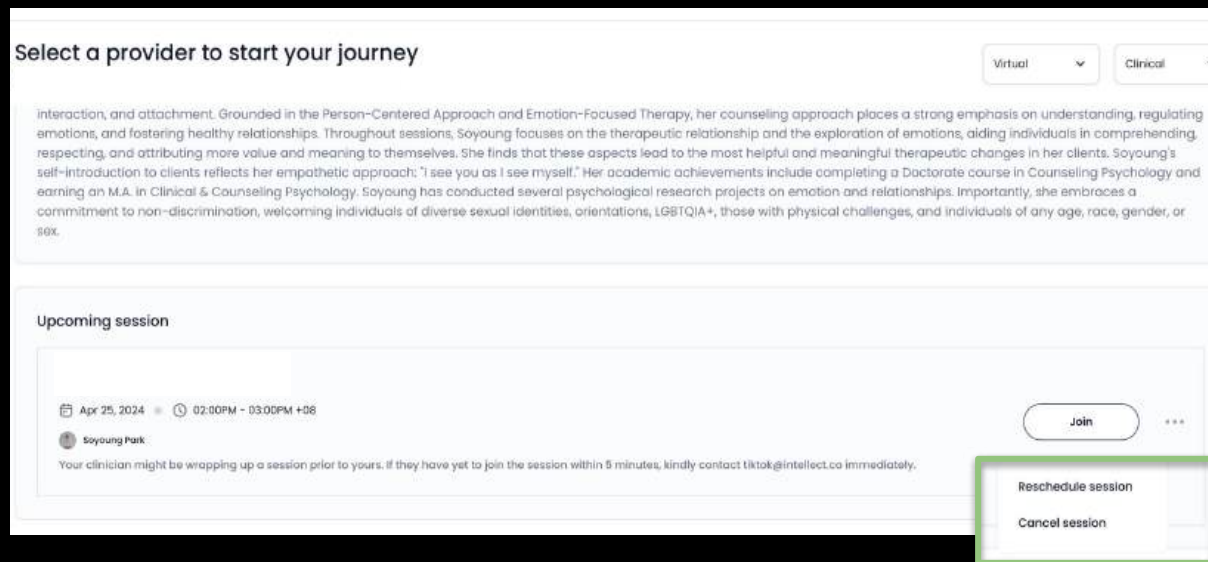 Select a provider to start your journey
Virtual
Clinical
interaction, and attachment. Grounded in the Person-Centered Approach and Emotion-Focused Therapy, her counseling approach places a strong emphasis on understanding, regulating
emotions, and fostering healthy relationships. Throughout sessions, Soyoung focuses on the therapeutic relationship and the exploration of emotions, aiding individuals in comprehending,
respecting, and attributing more value and meaning to themselves. She finds that these aspects lead to the most helpful and meaningful therapeutic changes in her clients. Soyoung's
self-introduction to clients reflects her empathetic approach: "I see you as I see myself." Her academic achievements include completing a Doctorate course in Counseling Psychology and
earning an M.A. in Clinical & Counseling Psychology. Soyoung has conducted several psychological research projects on emotion and relationships. Importantly, she embraces a
commitment to non-discrimination, welcoming individuals of diverse sexual identities, orientations, LGBTQIA+, those with physical challenges, and individuals of any age, race, gender, or
sex.
Upcoming session
Apr 25, 2024 02:00PM - 03:00PM +08
Join
Soyoung Park
Your clinician might be wrapping up a session prior to yours. If they have yet to join the session within 5 minutes, kindly contact tiktok@intellect.co immediately.
Reschedule session
Cancel session